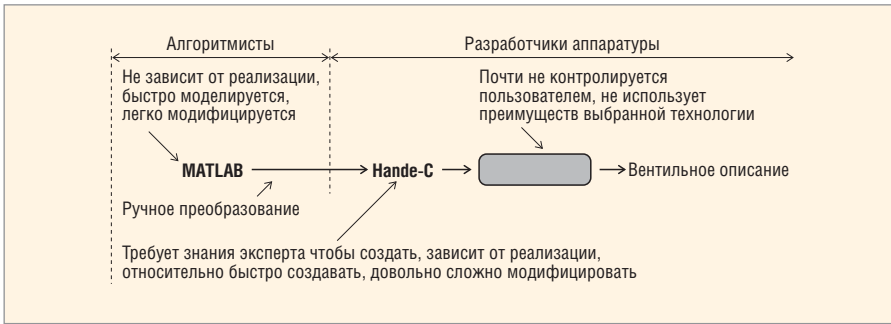 Алгоритмисты
Разработчики аппаратуры
Не зависит от реализации,
быстро моделируется,
легко модифицируется
Почти не контролируется
пользователем, не использует
преимуществ выбранной технологии
MATLAB
Hande-C
Вентильное описание
Ручное преобразование
Требует знания эксперта чтобы создать, зависит от реализации,
относительно быстро создавать, довольно сложно модифицировать